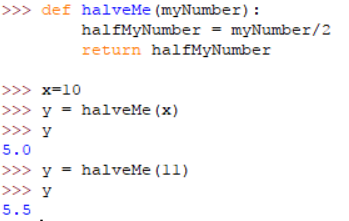 >>> def halveMe(myNumber):
        halfMyNumber = myNumber/2
        return halfMyNumber
>>> x=10
>>> y = halveMe(x)
>>> y
5.0
>>> y = halveMe(11)
>>> y
5.5